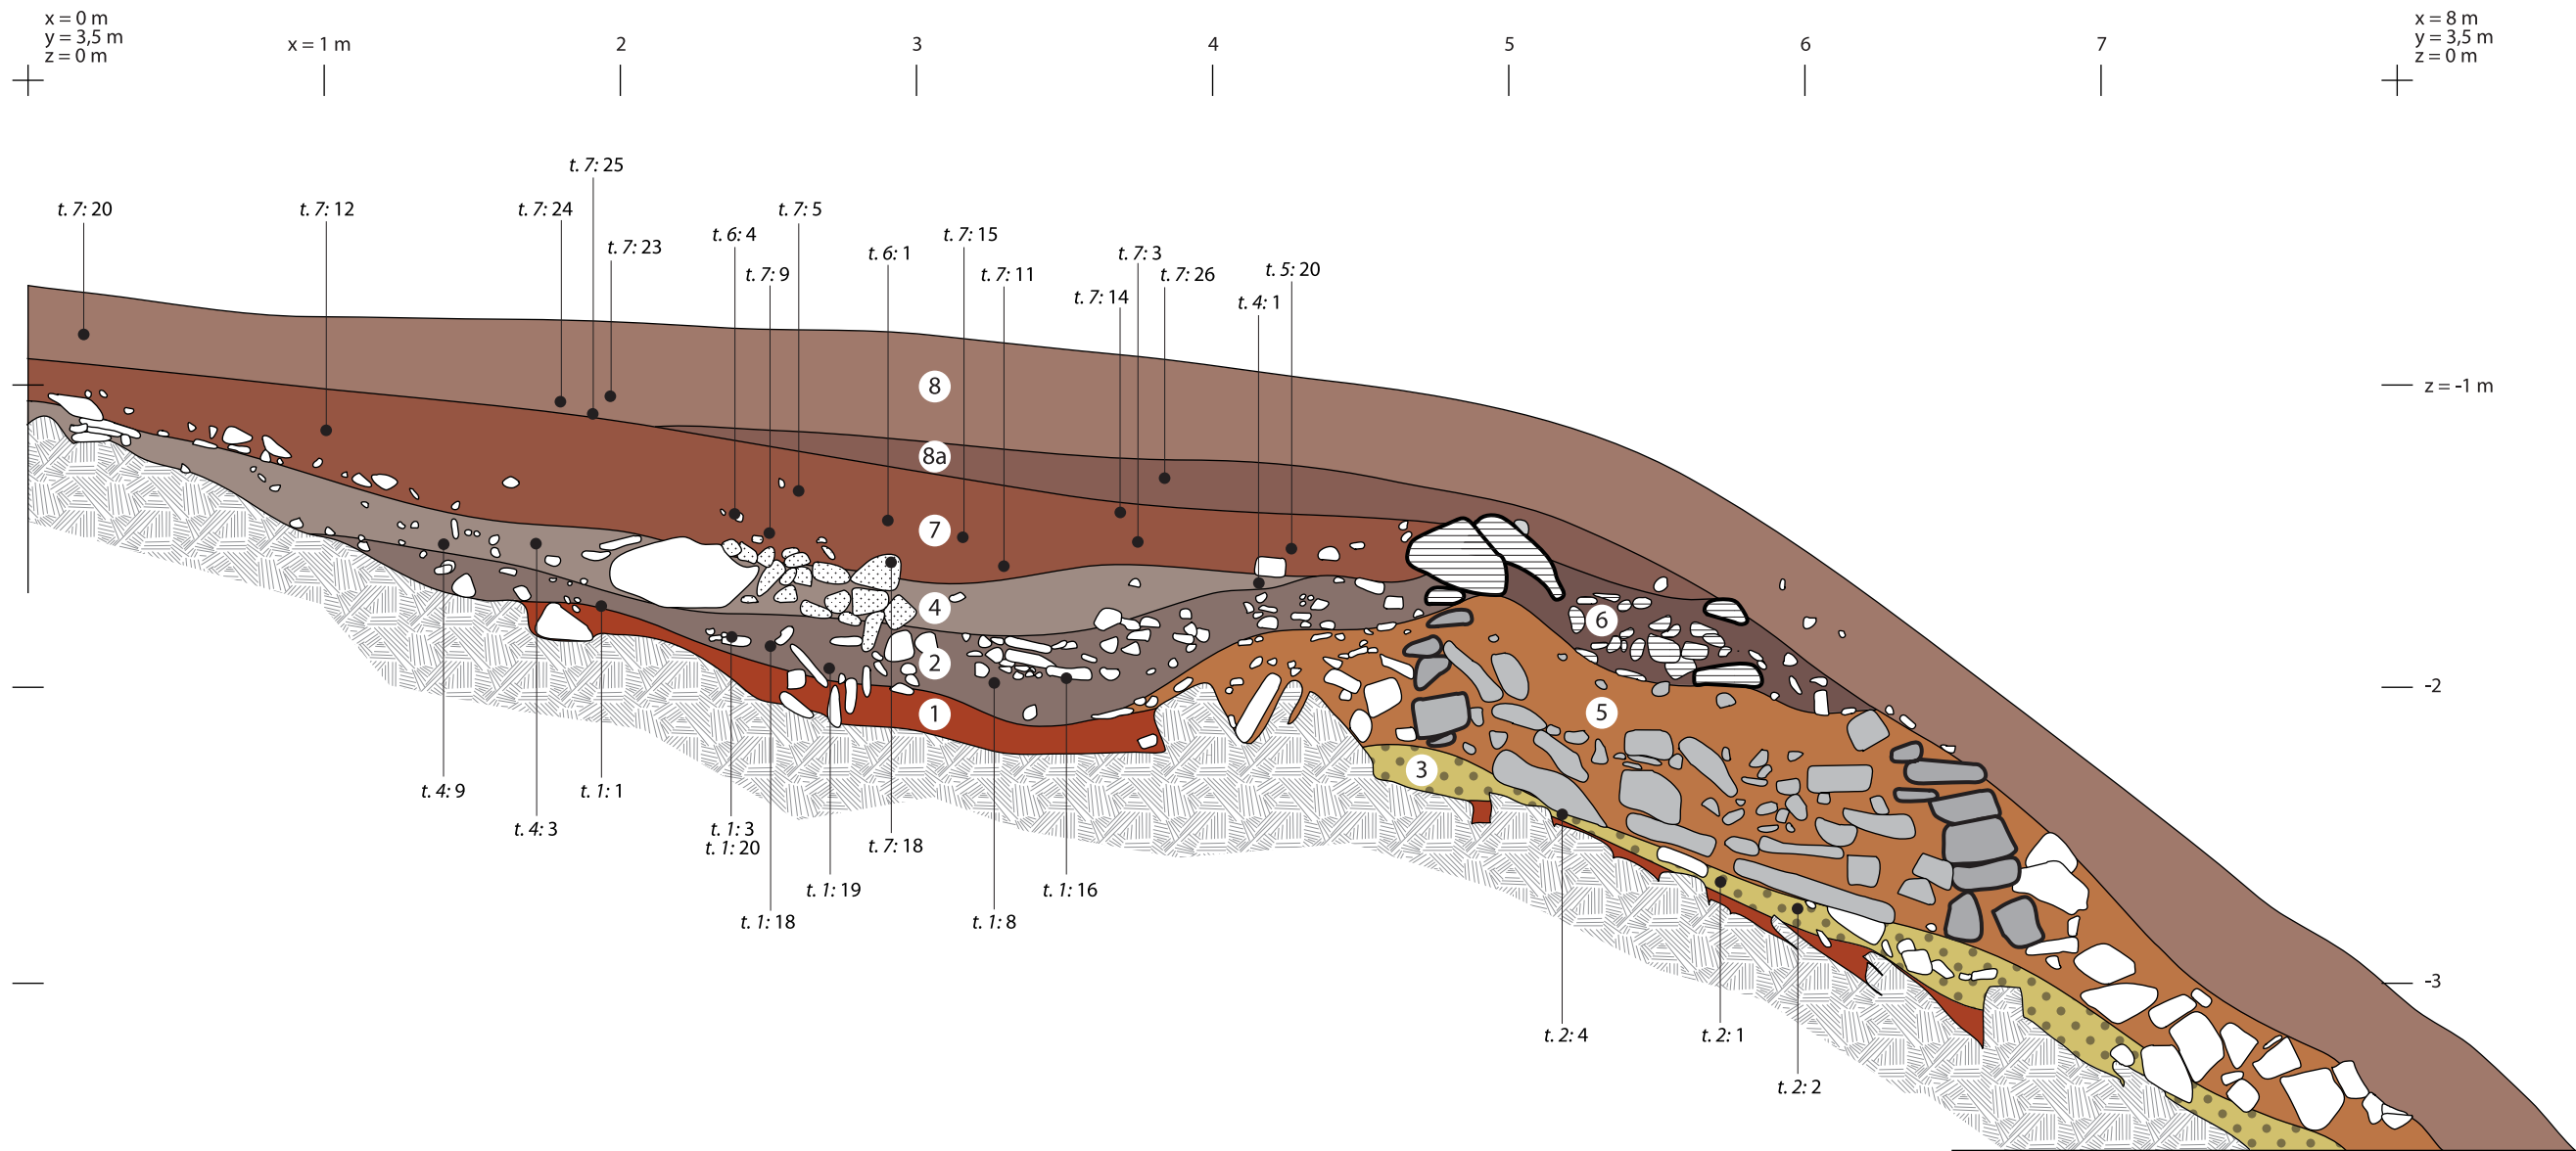 x = 0 m
y = 3,5 m
z = 0 m
x = 1 m
2
3
4
5
6
7
x = 8 m
y = 3,5 m
z = 0 m
t. 7: 25
t. 7: 20
t. 7: 12
t. 7: 24
t. 7: 5
t. 7: 23
t. 6: 4
t. 7: 15
t. 6: 1
t. 7: 3
t. 7: 9
t. 7: 11
t. 7: 26
t. 5: 20
t. 7: 14
t. 4: 1
8
z = -1 m
8a
7
4
6
2
-2
1
5
3
t. 4: 9
t. 1: 1
t. 4: 3
t. 1: 3
t. 1: 20
t. 7: 18
t. 1: 19
t. 1: 16
t. 1: 18
t. 1: 8
-3
t. 2: 4
t. 2: 1
t. 2: 2